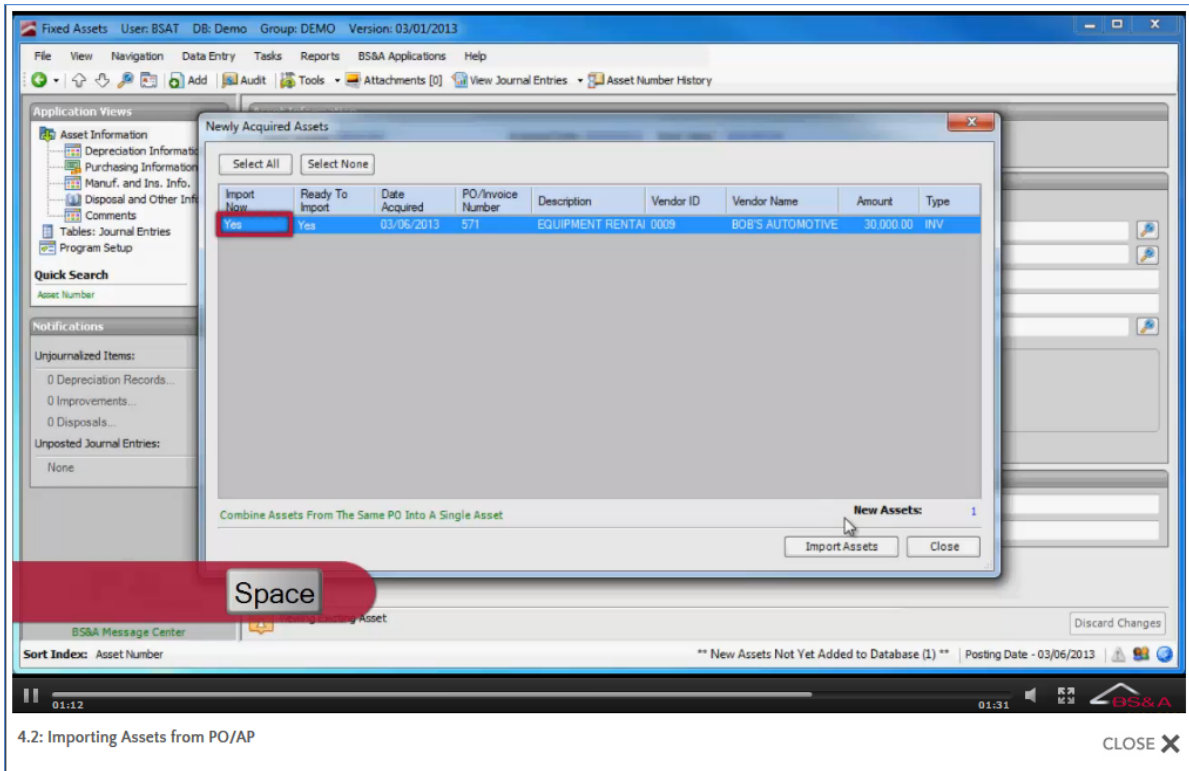 Fixed Assets User: BSAT DB: Demo Group: DEMO Version: 03/01/2013
File View Navigation Data Entry Tasks Reports BS&A Applications Help
Add Audit Tools Attachments [0] View Journal Entries Asset Number History
Application Views
Asset Information
Depreciation Informatio
Purchasing Information
Manuf. and Ins. Info.
Disposal and Other Inf
Comments
Tables: Journal Entries
Program Setup
Quick Search
Asset Number
Notifications
Unjournalized Items:
0 Depreciation Records...
0 Improvements...
0 Disposals...
Unposted Journal Entries:
None
Newly Acquired Assets
Select All Select None
Import Now Ready To Import Date Acquired PO/Invoice Number Description Vendor ID Vendor Name Amount Type
Yes Yes 03/06/2013 571 EQUIPMENT RENTAL 0009 BOB'S AUTOMOTIVE 30,000.00 INV
Combine Assets From The Same PO Into A Single Asset
New Assets: 1
Import Assets Close
Space
Existing Asset
BS&A Message Center
Discard Changes
Sort Index: Asset Number ** New Assets Not Yet Added to Database (1) ** Posting Date - 03/06/2013
01:12 01:31 BS&A
4.2: Importing Assets from PO/AP
CLOSE